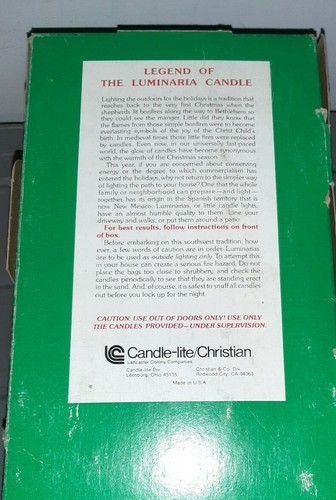 LEGEND OF
THE LUMINARIA CANDLE
Lighting the outdoors for the holidays is a tradition that
reaches back to the very first Christmas when the
shepherds lit bonfires along the way to Bethlehem so
they could see the manger. Little did they know that
the flames from those simple bonfires were to become
everlasting symbols of the joy of the Christ Child's
birth. In medieval times those little fires were replaced
by candles. Even now, in our universally fast-paced
world, the glow of candles have become synonymous
with the warmth of the Christmas season.
This year, if you are concerned about conserving
energy, or the degree to which commercialism has
entered the holidays, why not return to the simpler way
of lighting the path to your house? One that the whole
family or neighborhood can prepare—and light—
together has its origin in the Spanish territory that is
now New Mexico. Luminarias, or little candle lights,
have an almost humble quality to them. Line your
driveway and walks, or put them around a patio.
For best results, follow instructions on front
of box.
Before embarking on this southwest tradition, how-
ever, a few words of caution are in order. Luminarias
are to be used as outside lighting only. To attempt this
in your house can create a serious fire hazard. Do not
place the bags too close to shrubbery, and check the
candles periodically to see that they are standing erect
in the sand. And, of course, it is safest to snuff all candles
out before you lock up for the night.
CAUTION: USE OUT OF DOORS ONLY! USE ONLY
THE CANDLES PROVIDED—UNDER SUPERVISION.
Candle-lite/Christian
Lancaster Colony Companies
Candle-lite Div.
Leesburg, Ohio 45135
Christian & Co. Div.
Redwood City, CA 94063
Made in U.S.A.